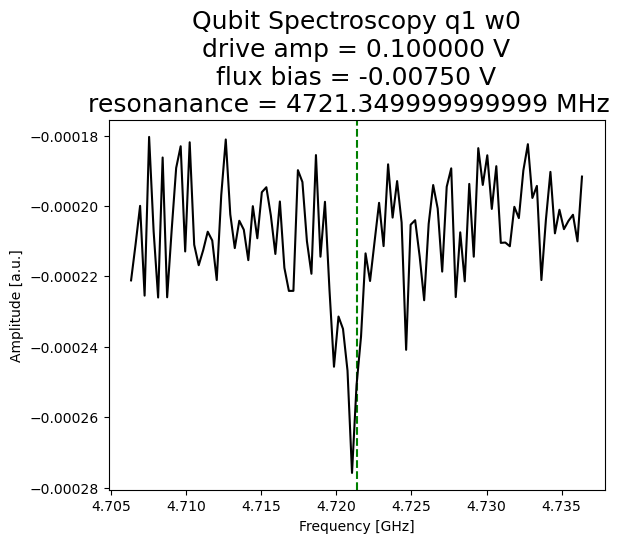 Qubit Spectroscopy q1 w0
drive amp = 0.100000 V
flux bias = -0.00750 V
resonanance = 4721.349999999999 MHz
−0.00018
−0.00020
−0.00022
−0.00024
−0.00026
−0.00028
Amplitude [a.u.]
4.705 4.710 4.715 4.720 4.725 4.730 4.735
Frequency [GHz]